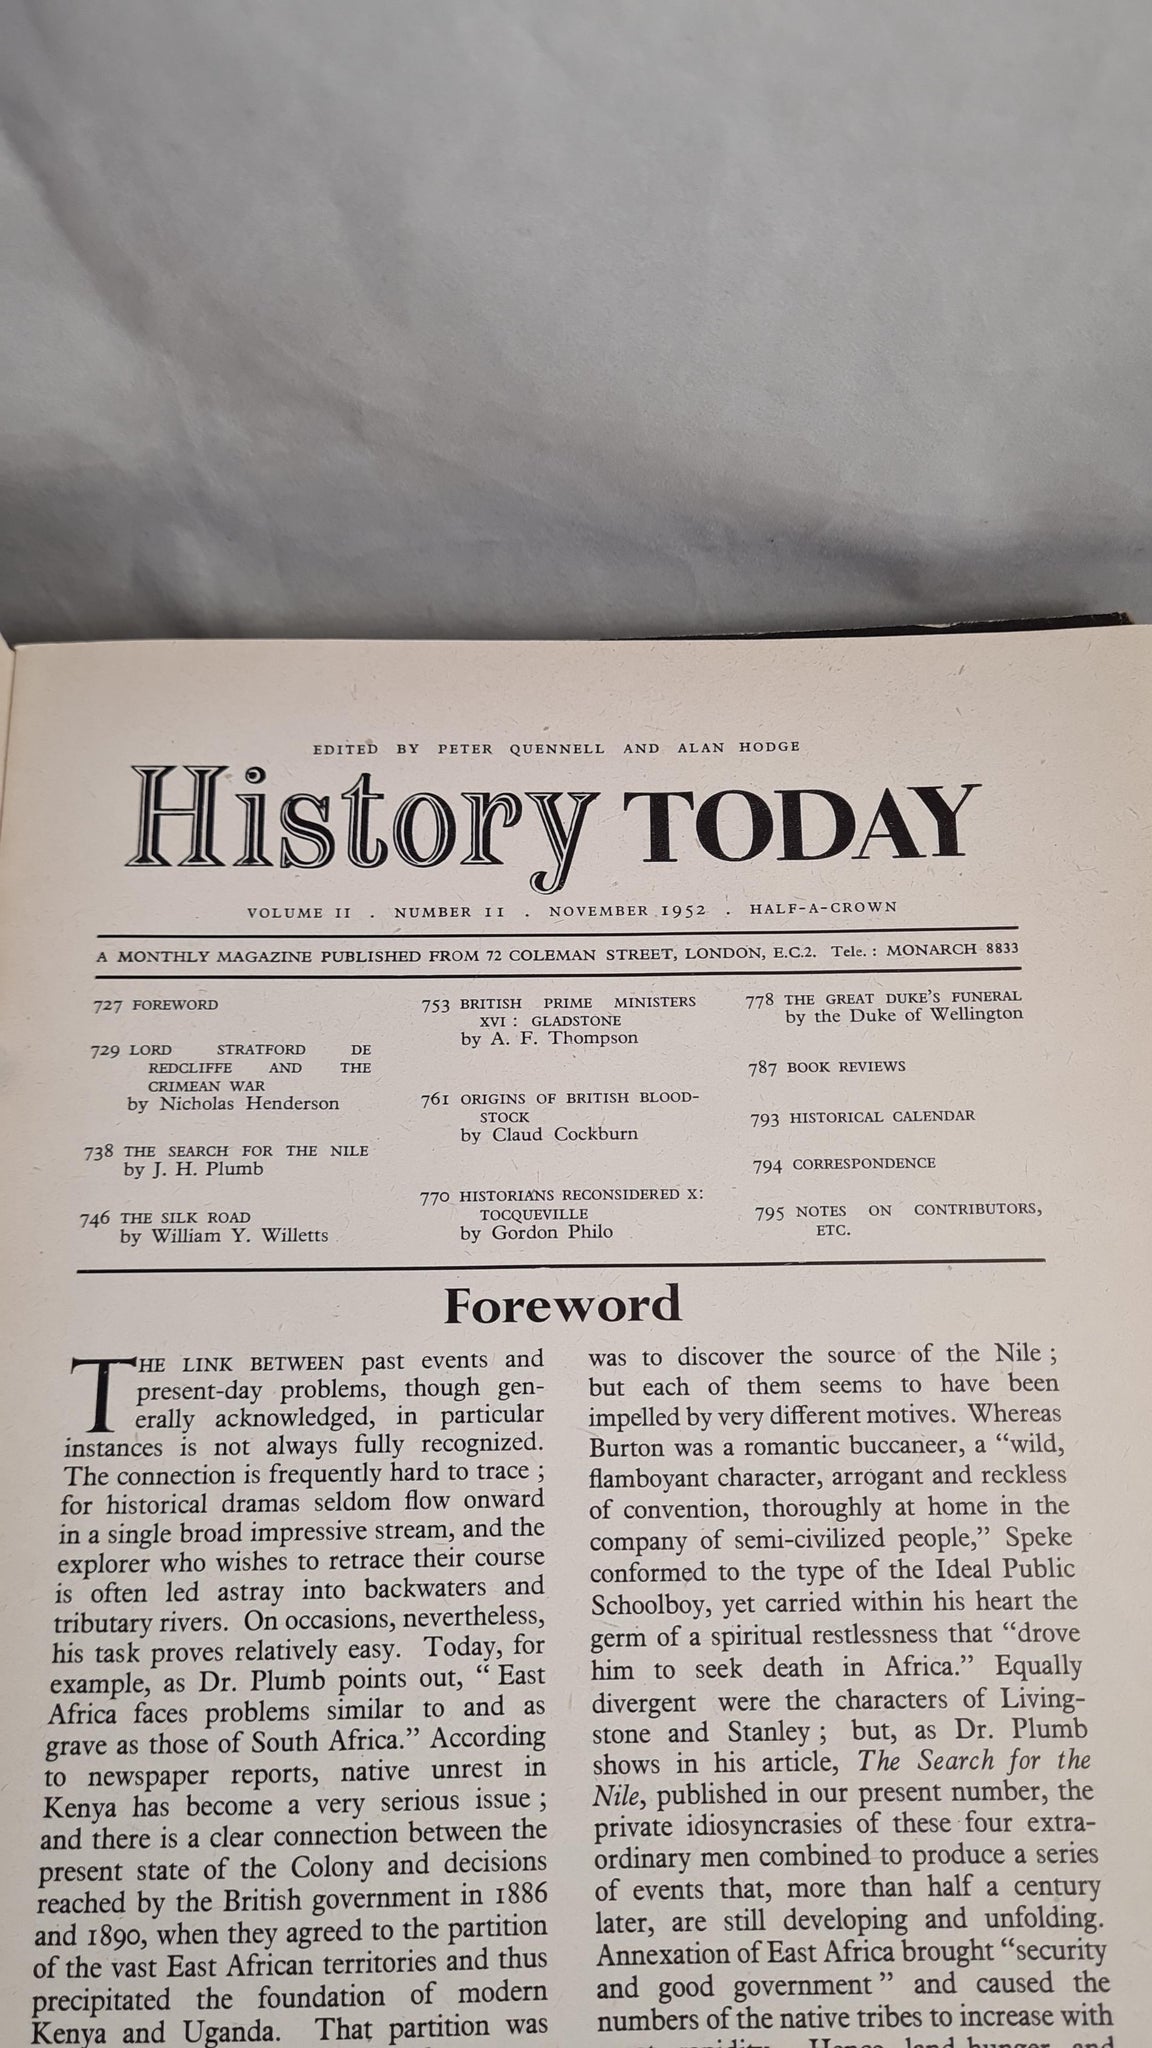 EDITED BY PETER QUENNELL AND ALAN HODGE
History TODAY
VOLUME II . NUMBER 11 . NOVEMBER 1952 . HALF-A-CROWN
A MONTHLY MAGAZINE PUBLISHED FROM 72 COLEMAN STREET, LONDON, E.C.2. Tele.: MONARCH 8833
727 FOREWORD
729 LORD STRATFORD DE
REDCLIFFE AND THE
CRIMEAN WAR
by Nicholas Henderson
738 THE SEARCH FOR THE NILE
by J. H. Plumb
746 THE SILK ROAD
by William Y. Willetts
753 BRITISH PRIME MINISTERS
XVI : GLADSTONE
by A. F. Thompson
761 ORIGINS OF BRITISH BLOOD-
STOCK
by Claud Cockburn
770 HISTORIANS RECONSIDERED X:
TOCQUEVILLE
by Gordon Philo
778 THE GREAT DUKE'S FUNERAL
by the Duke of Wellington
787 BOOK REVIEWS
793 HISTORICAL CALENDAR
794 CORRESPONDENCE
795 NOTES ON CONTRIBUTORS,
ETC.
Foreword
THE LINK BETWEEN past events and
present-day problems, though gen-
erally acknowledged, in particular
instances is not always fully recognized.
The connection is frequently hard to trace ;
for historical dramas seldom flow onward
in a single broad impressive stream, and the
explorer who wishes to retrace their course
is often led astray into backwaters and
tributary rivers. On occasions, nevertheless,
his task proves relatively easy. Today, for
example, as Dr. Plumb points out, “ East
Africa faces problems similar to and as
grave as those of South Africa.” According
to newspaper reports, native unrest in
Kenya has become a very serious issue ;
and there is a clear connection between the
present state of the Colony and decisions
reached by the British government in 1886
and 1890, when they agreed to the partition
of the vast East African territories and thus
precipitated the foundation of modern
Kenya and Uganda. That partition was
was to discover the source of the Nile ;
but each of them seems to have been
impelled by very different motives. Whereas
Burton was a romantic buccaneer, a “wild,
flamboyant character, arrogant and reckless
of convention, thoroughly at home in the
company of semi-civilized people,” Speke
conformed to the type of the Ideal Public
Schoolboy, yet carried within his heart the
germ of a spiritual restlessness that “drove
him to seek death in Africa.” Equally
divergent were the characters of Living-
stone and Stanley ; but, as Dr. Plumb
shows in his article, The Search for the
Nile, published in our present number, the
private idiosyncrasies of these four extra-
ordinary men combined to produce a series
of events that, more than half a century
later, are still developing and unfolding.
Annexation of East Africa brought “security
and good government ” and caused the
numbers of the native tribes to increase with